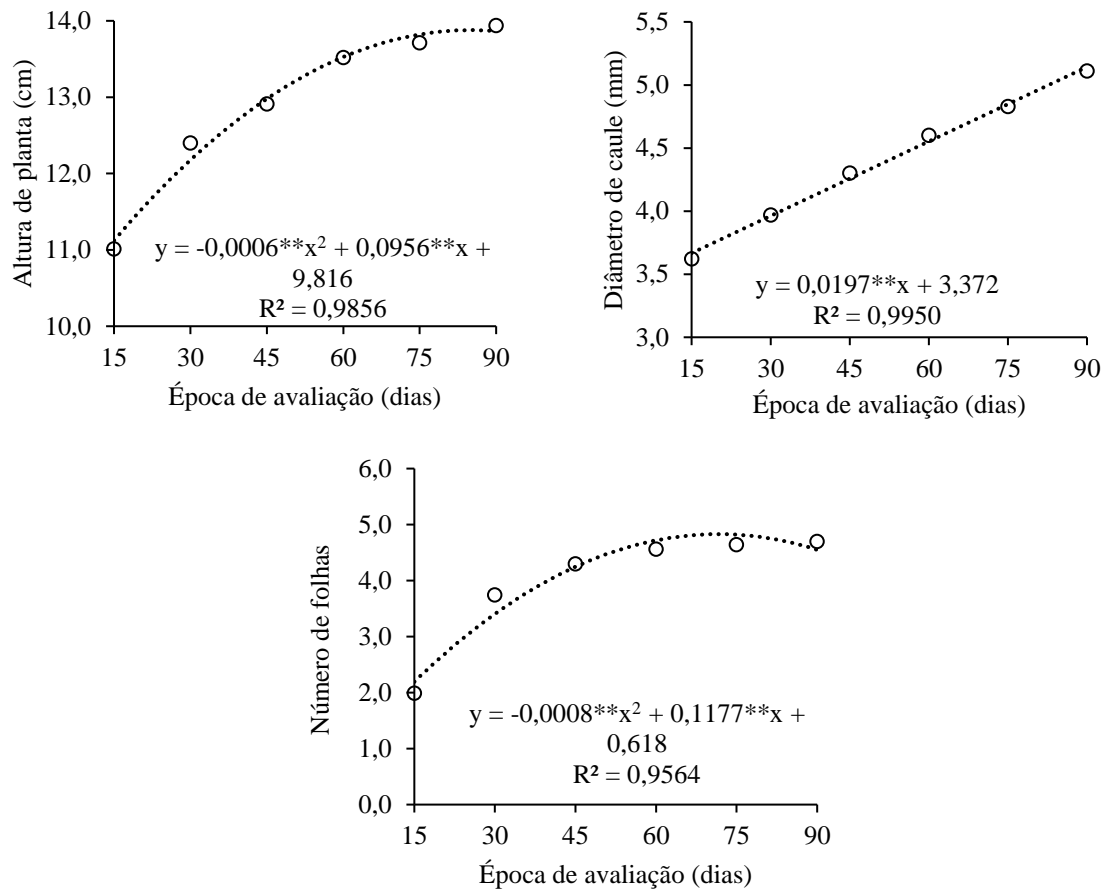 Altura de planta (cm)
14,0
13,0
12,0
11,0
10,0
y = -0,0006**x² + 0,0956**x +
9,816
R² = 0,9856
15 30 45 60 75 90
Época de avaliação (dias)
Diâmetro de caule (mm)
5,5
5,0
4,5
4,0
3,5
3,0
y = 0,0197**x + 3,372
R² = 0,9950
15 30 45 60 75 90
Época de avaliação (dias)
Número de folhas
6,0
5,0
4,0
3,0
2,0
1,0
0,0
y = -0,0008**x² + 0,1177**x +
0,618
R² = 0,9564
15 30 45 60 75 90
Época de avaliação (dias)